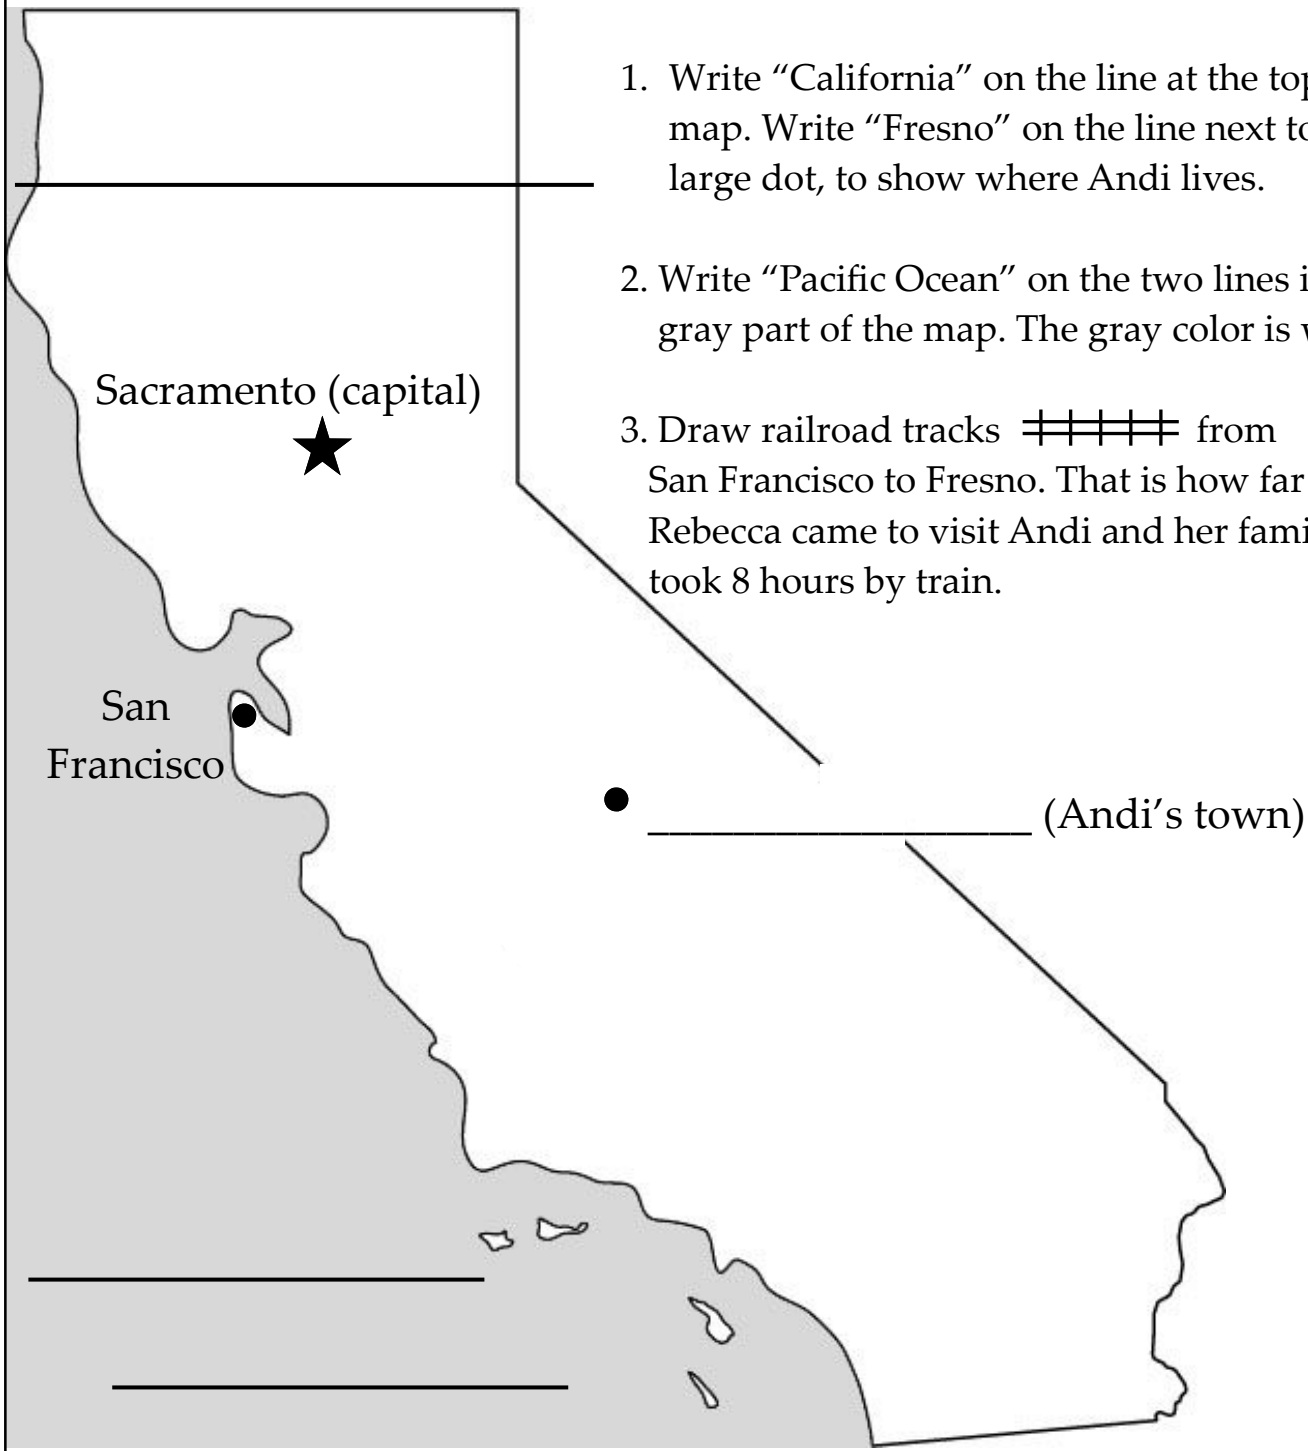 1. Write “California” on the line at the top
map. Write “Fresno” on the line next to
large dot, to show where Andi lives.
2. Write “Pacific Ocean” on the two lines i
gray part of the map. The gray color is
3. Draw railroad tracks from
San Francisco to Fresno. That is how far
Rebecca came to visit Andi and her fami
took 8 hours by train.
Sacramento (capital)
San
Francisco
____________________ (Andi’s town)